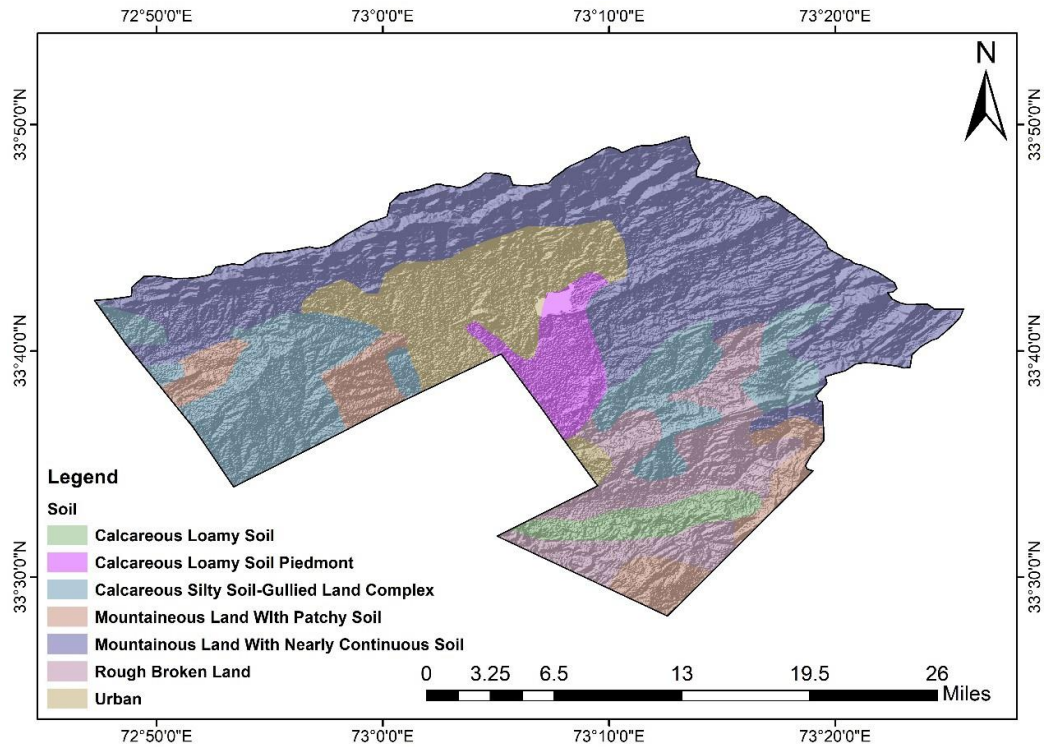 72°50'0"E 73°0'0"E 73°10'0"E 73°20'0"E
N
33°50'0"N
33°50'0"N
33°40'0"N
33°40'0"N
33°30'0"N
33°30'0"N
Legend
Soil
Calcareous Loamy Soil
Calcareous Loamy Soil Piedmont
Calcareous Silty Soil-Gullied Land Complex
Mountaineous Land WIth Patchy Soil
Mountainous Land With Nearly Continuous Soil
Rough Broken Land
Urban
0 3.25 6.5 13 19.5 26
Miles
72°50'0"E 73°0'0"E 73°10'0"E 73°20'0"E